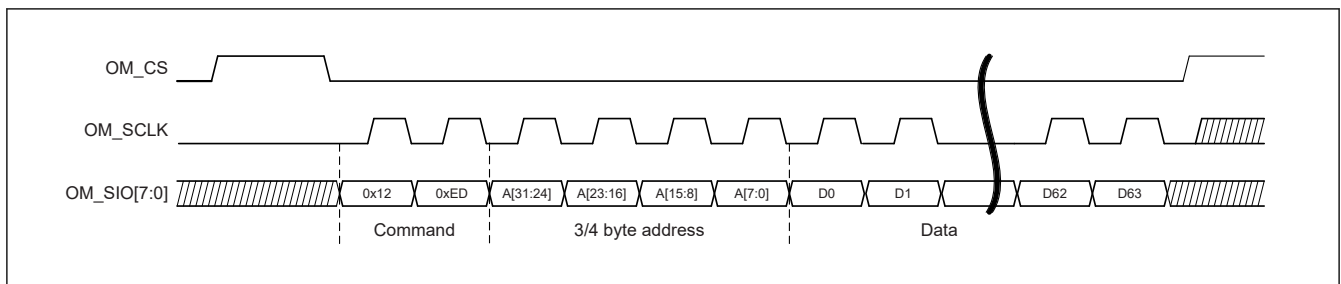 OM_CS
OM_SCLK
OM_SIO[7:0] 0x12 0xED A[31:24] A[23:16] A[15:8] A[7:0] D0 D1 D62 D63
Command 3/4 byte address Data